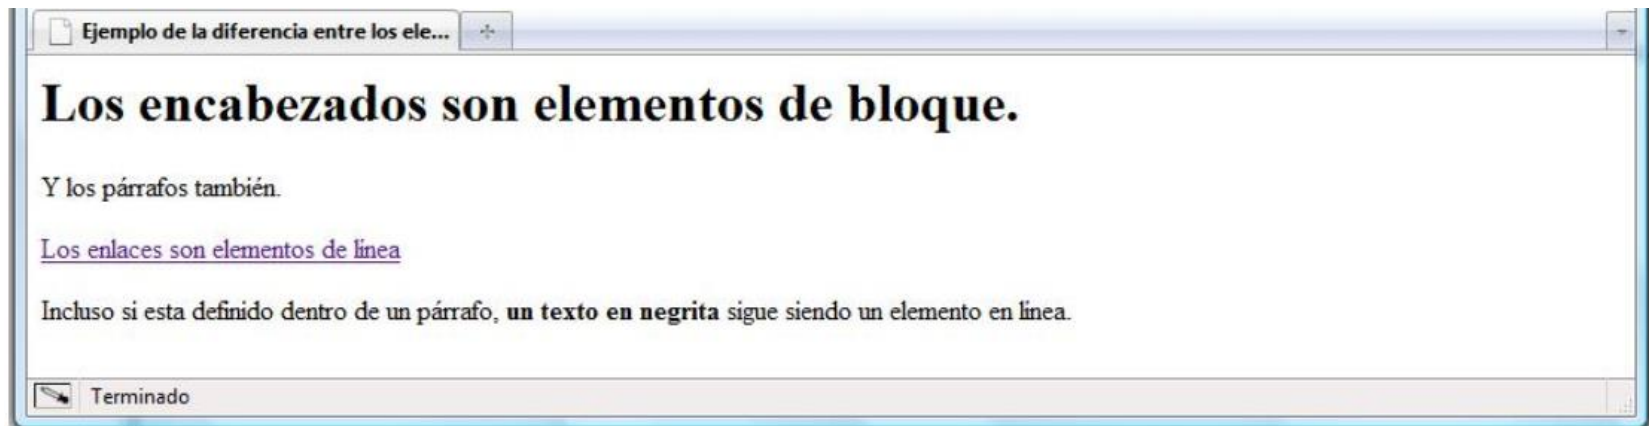 Ejemplo de la diferencia entre los ele...
Los encabezados son elementos de bloque.
Y los párrafos también.
Los enlaces son elementos de línea
Incluso si esta definido dentro de un párrafo, un texto en negrita sigue siendo un elemento en línea.
Terminado